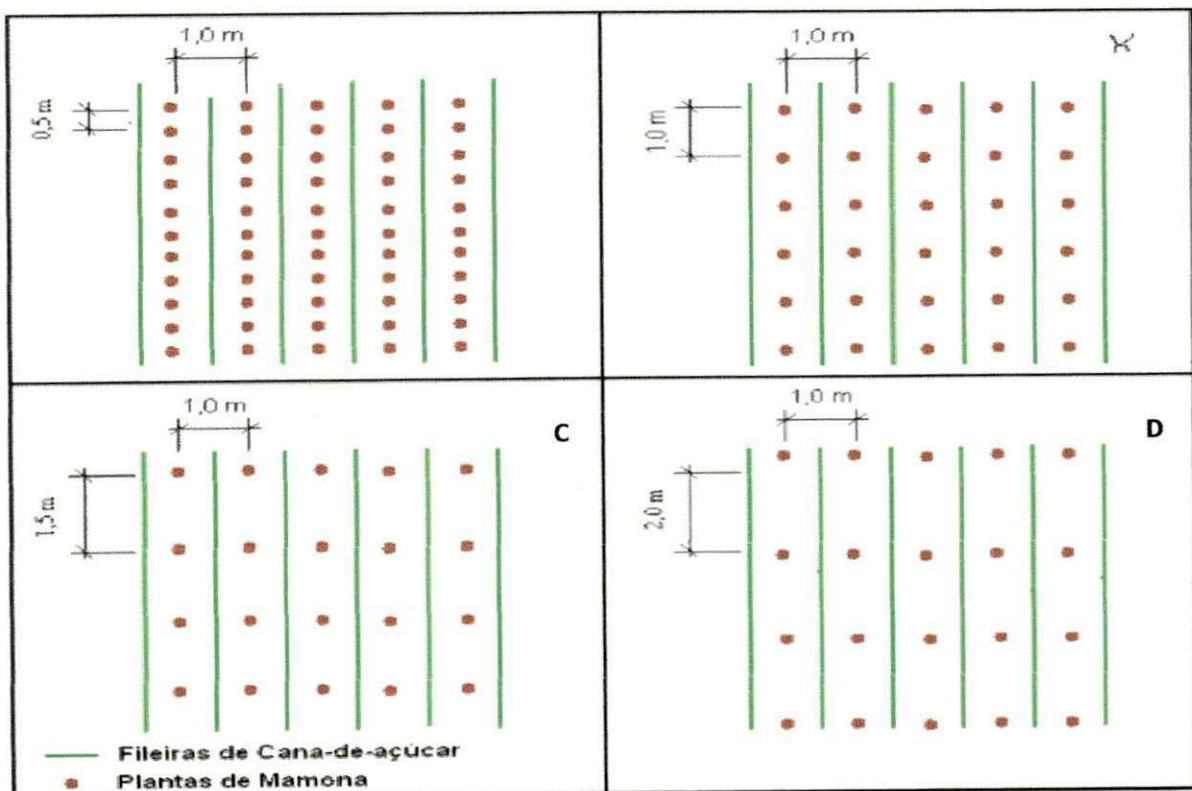 1,0 m
0,5 m
1,0 m
1,0 m
1,0 m
1,5 m
C
1,0 m
2,0 m
D
Fileiras de Cana-de-açúcar
Plantas de Mamona